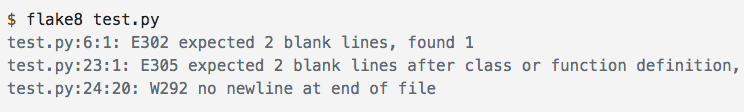 $ flake8 test.py
test.py:6:1: E302 expected 2 blank lines, found 1
test.py:23:1: E305 expected 2 blank lines after class or function definition,
test.py:24:20: W292 no newline at end of file